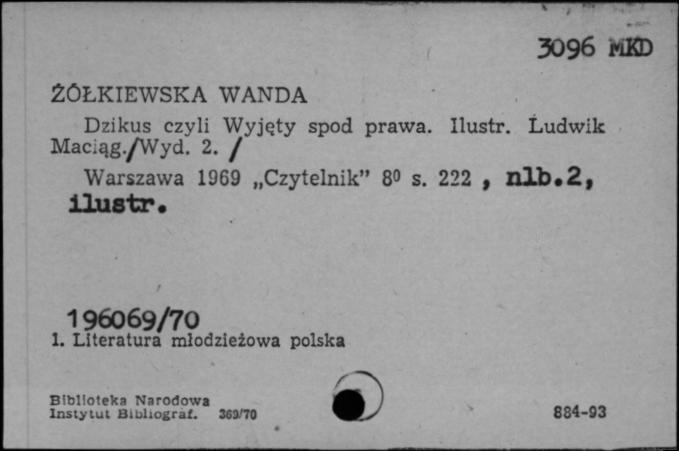 3096 MKD
ŻÓŁKIEWSKA WANDA
Dzikus czyli Wyjęty spod prawa. Ilustr. Ludwik
Maciąg./Wyd. 2. /
Warszawa 1969 „Czytelnik” 8⁰ s. 222 , nlb.2,
ilustr.
196069/70
1. Literatura młodzieżowa polska
Biblioteka Narodowa
Instytut Bibliograf. 369/70
884-93